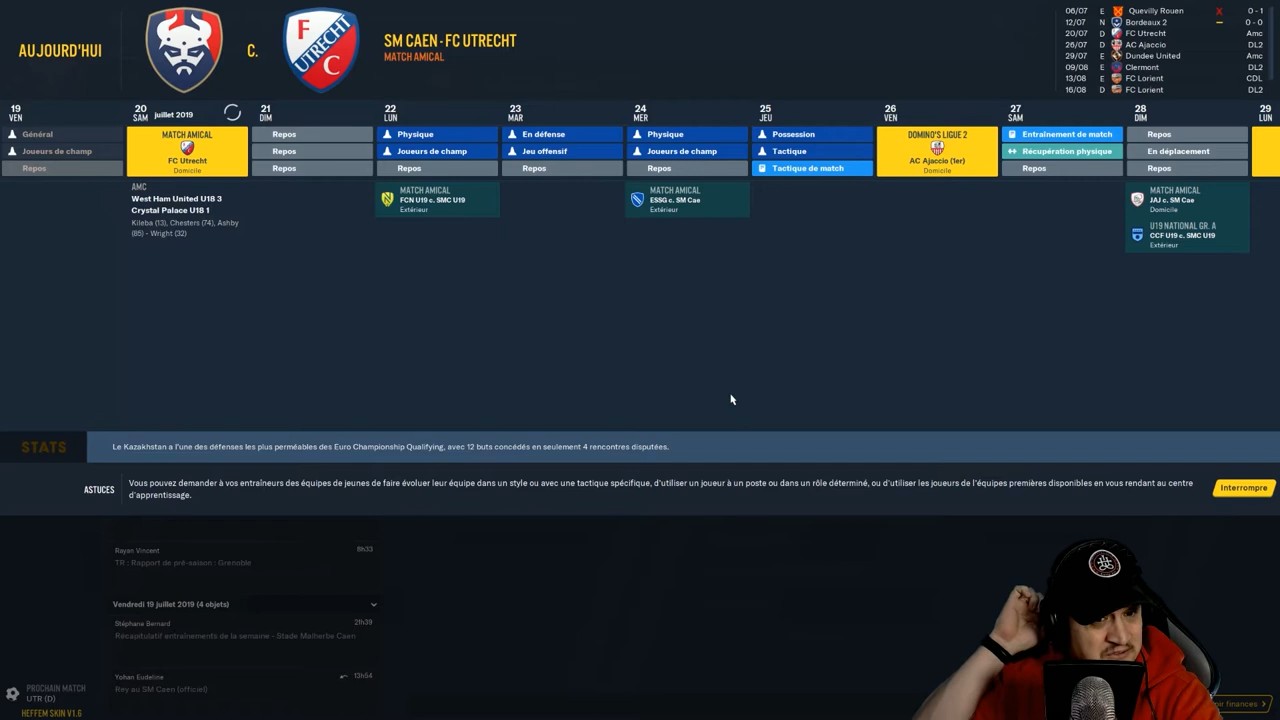 AUJOURD'HUI
C.
SM CAEN - FC UTRECHT
MATCH AMICAL
FC UTRECHT
06/07 E Quevilly Rouen X 0 - 1
12/07 N Bordeaux 2 0 - 0
20/07 D FC Utrecht Amc
26/07 D AC Ajaccio DL2
29/07 E Dundee United Amc
09/08 E Clermont DL2
13/08 E FC Lorient CDL
16/08 D FC Lorient DL2
19 VEN
20 SAM juillet 2019
21 DIM
22 LUN
23 MAR
24 MER
25 JEU
26 VEN
27 SAM
28 DIM
29 LUN
Général
Joueurs de champ
Repos
MATCH AMICAL
FC Utrecht
Domicile
Repos
Repos
Repos
Physique
Joueurs de champ
Repos
En défense
Jeu offensif
Repos
Physique
Joueurs de champ
Repos
Possession
Tactique
Tactique de match
DOMINO'S LIGUE 2
AC Ajaccio (1er)
Domicile
Entraînement de match
Récupération physique
Repos
Repos
En déplacement
Repos
AMC
West Ham United U18 3
Crystal Palace U18 1
Kileba (13), Chesters (74), Ashby
(85) - Wright (32)
MATCH AMICAL
FCN U19 c. SMC U19
Extérieur
MATCH AMICAL
ESSG c. SM Cae
Extérieur
MATCH AMICAL
JAJ c. SM Cae
Domicile
U19 NATIONAL GR. A
CCF U19 c. SMC U19
Extérieur
STATS
Le Kazakhstan a l'une des défenses les plus perméables des Euro Championship Qualifying, avec 12 buts concédés en seulement 4 rencontres disputées.
ASTUCES
Vous pouvez demander à vos entraîneurs des équipes de jeunes de faire évoluer leur équipe dans un style ou avec une tactique spécifique, d'utiliser un joueur à un poste ou dans un rôle déterminé, ou d'utiliser les joueurs de l'équipes premières disponibles en vous rendant au centre
d'apprentissage.
Interrompre
Rayan Vincent 8h33
TR : Rapport de pré-saison : Grenoble
Vendredi 19 juillet 2019 (4 objets)
Stéphane Bernard 21h39
Récapitulatif entraînements de la semaine - Stade Malherbe Caen
Yohan Eudeline 13h54
Rey au SM Caen (officiel)
PROCHAIN MATCH
UTR (D)
HEFFEM SKIN V1.6
oir finances